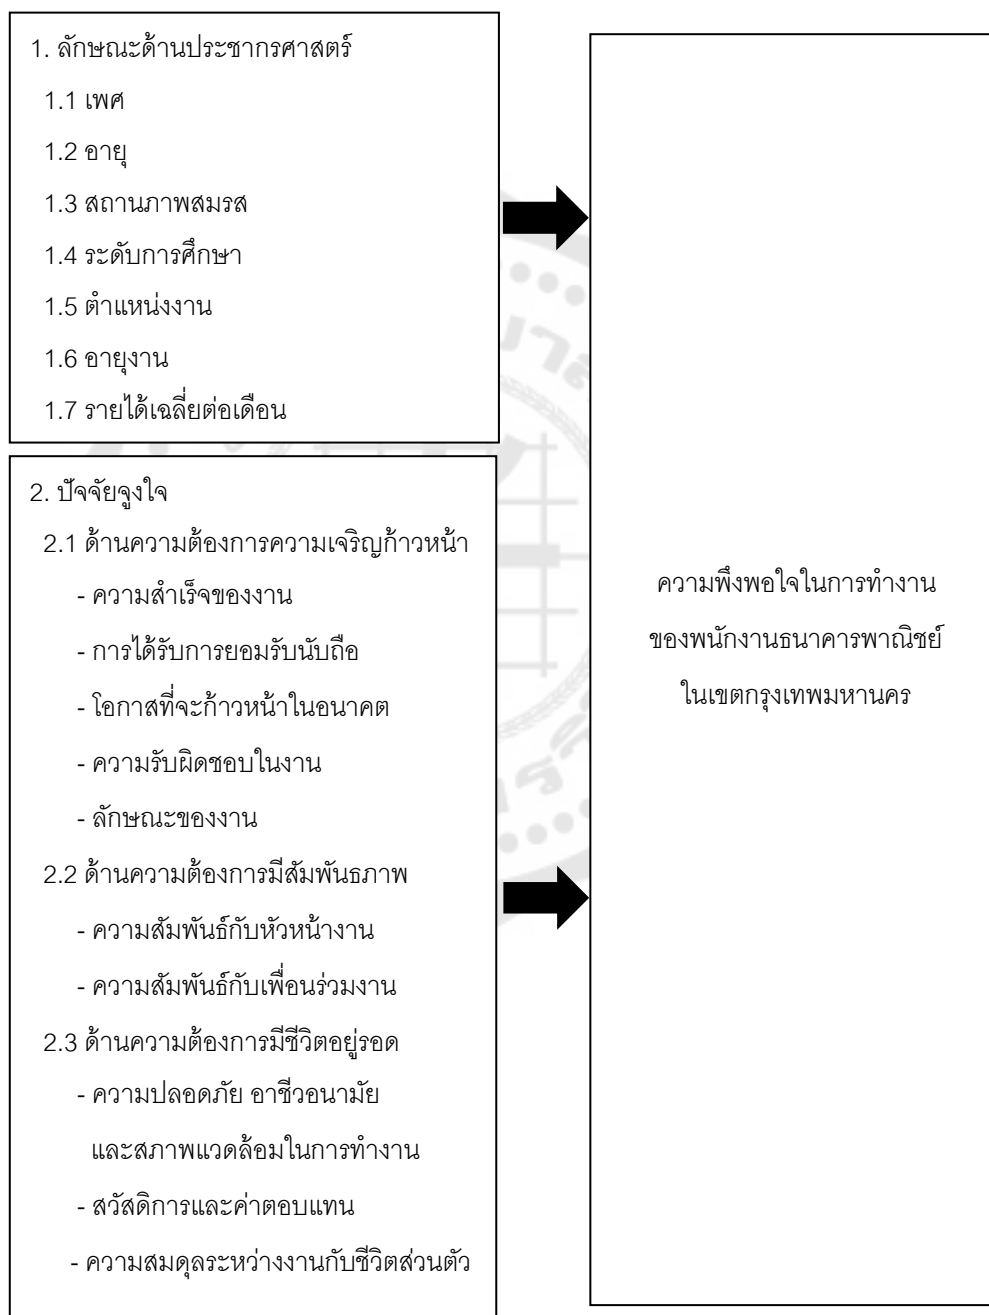 1. ลักษณะด้านประชากรศาสตร์
1.1 เพศ
1.2 อายุ
1.3 สถานภาพสมรส
1.4 ระดับการศึกษา
1.5 ตำแหน่งงาน
1.6 อายุงาน
1.7 รายได้เฉลี่ยต่อเดือน
2. ปัจจัยจูงใจ
2.1 ด้านความต้องการความเจริญก้าวหน้า
- ความสำเร็จของงาน
- การได้รับการยอมรับนับถือ
- โอกาสที่จะก้าวหน้าในอนาคต
- ความรับผิดชอบในงาน
- ลักษณะของงาน
2.2 ด้านความต้องการมีสัมพันธภาพ
- ความสัมพันธ์กับหัวหน้างาน
- ความสัมพันธ์กับเพื่อนร่วมงาน
2.3 ด้านความต้องการมีชีวิตอยู่รอด
- ความปลอดภัย อาชีวอนามัย
และสภาพแวดล้อมในการทำงาน
- สวัสดิการและค่าตอบแทน
- ความสมดุลระหว่างงานกับชีวิตส่วนตัว
ความพึงพอใจในการทำงาน
ของพนักงานธนาคารพาณิชย์
ในเขตกรุงเทพมหานคร